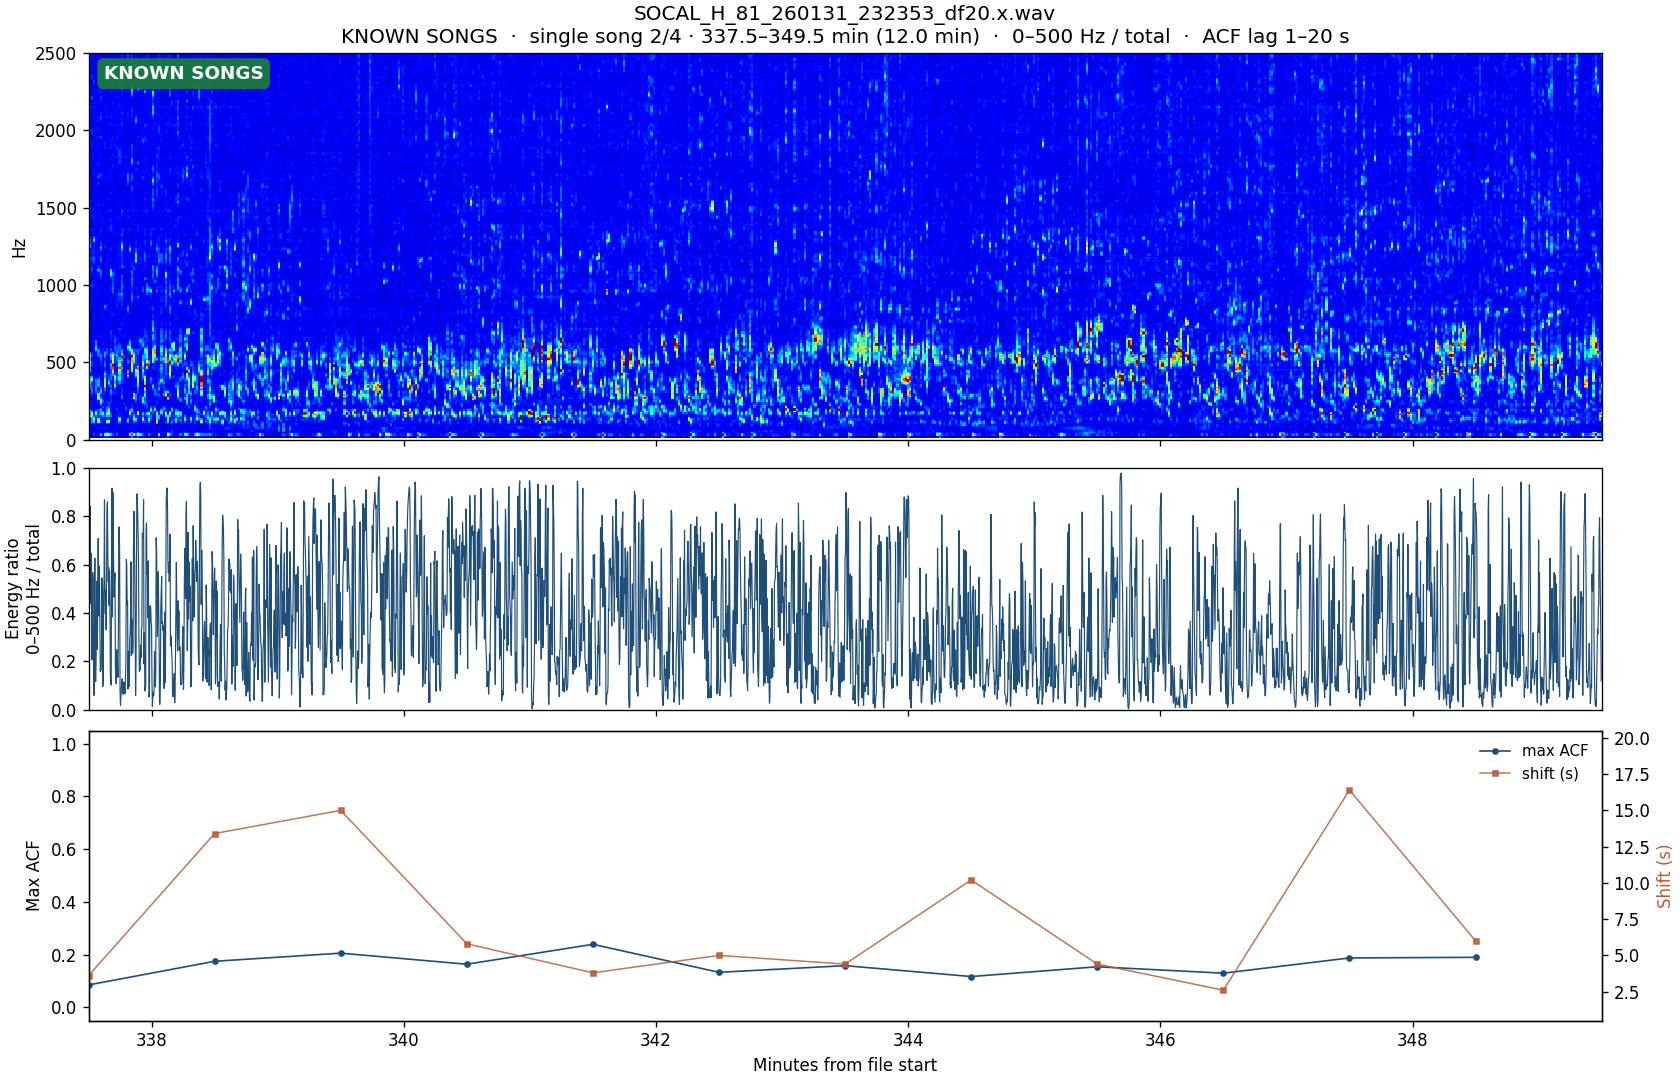 SOCAL_H_81_260131_232353_df20.x.wav
KNOWN SONGS · single song 2/4 · 337.5–349.5 min (12.0 min) · 0–500 Hz / total · ACF lag 1–20 s
KNOWN SONGS
2500
2000
1500
1000
500
0
Hz
1.0
0.8
0.6
0.4
0.2
0.0
Energy ratio
0–500 Hz / total
1.0
0.8
0.6
0.4
0.2
0.0
Max ACF
max ACF
shift (s)
20.0
17.5
15.0
12.5
10.0
7.5
5.0
2.5
Shift (s)
338
340
342
344
346
348
Minutes from file start